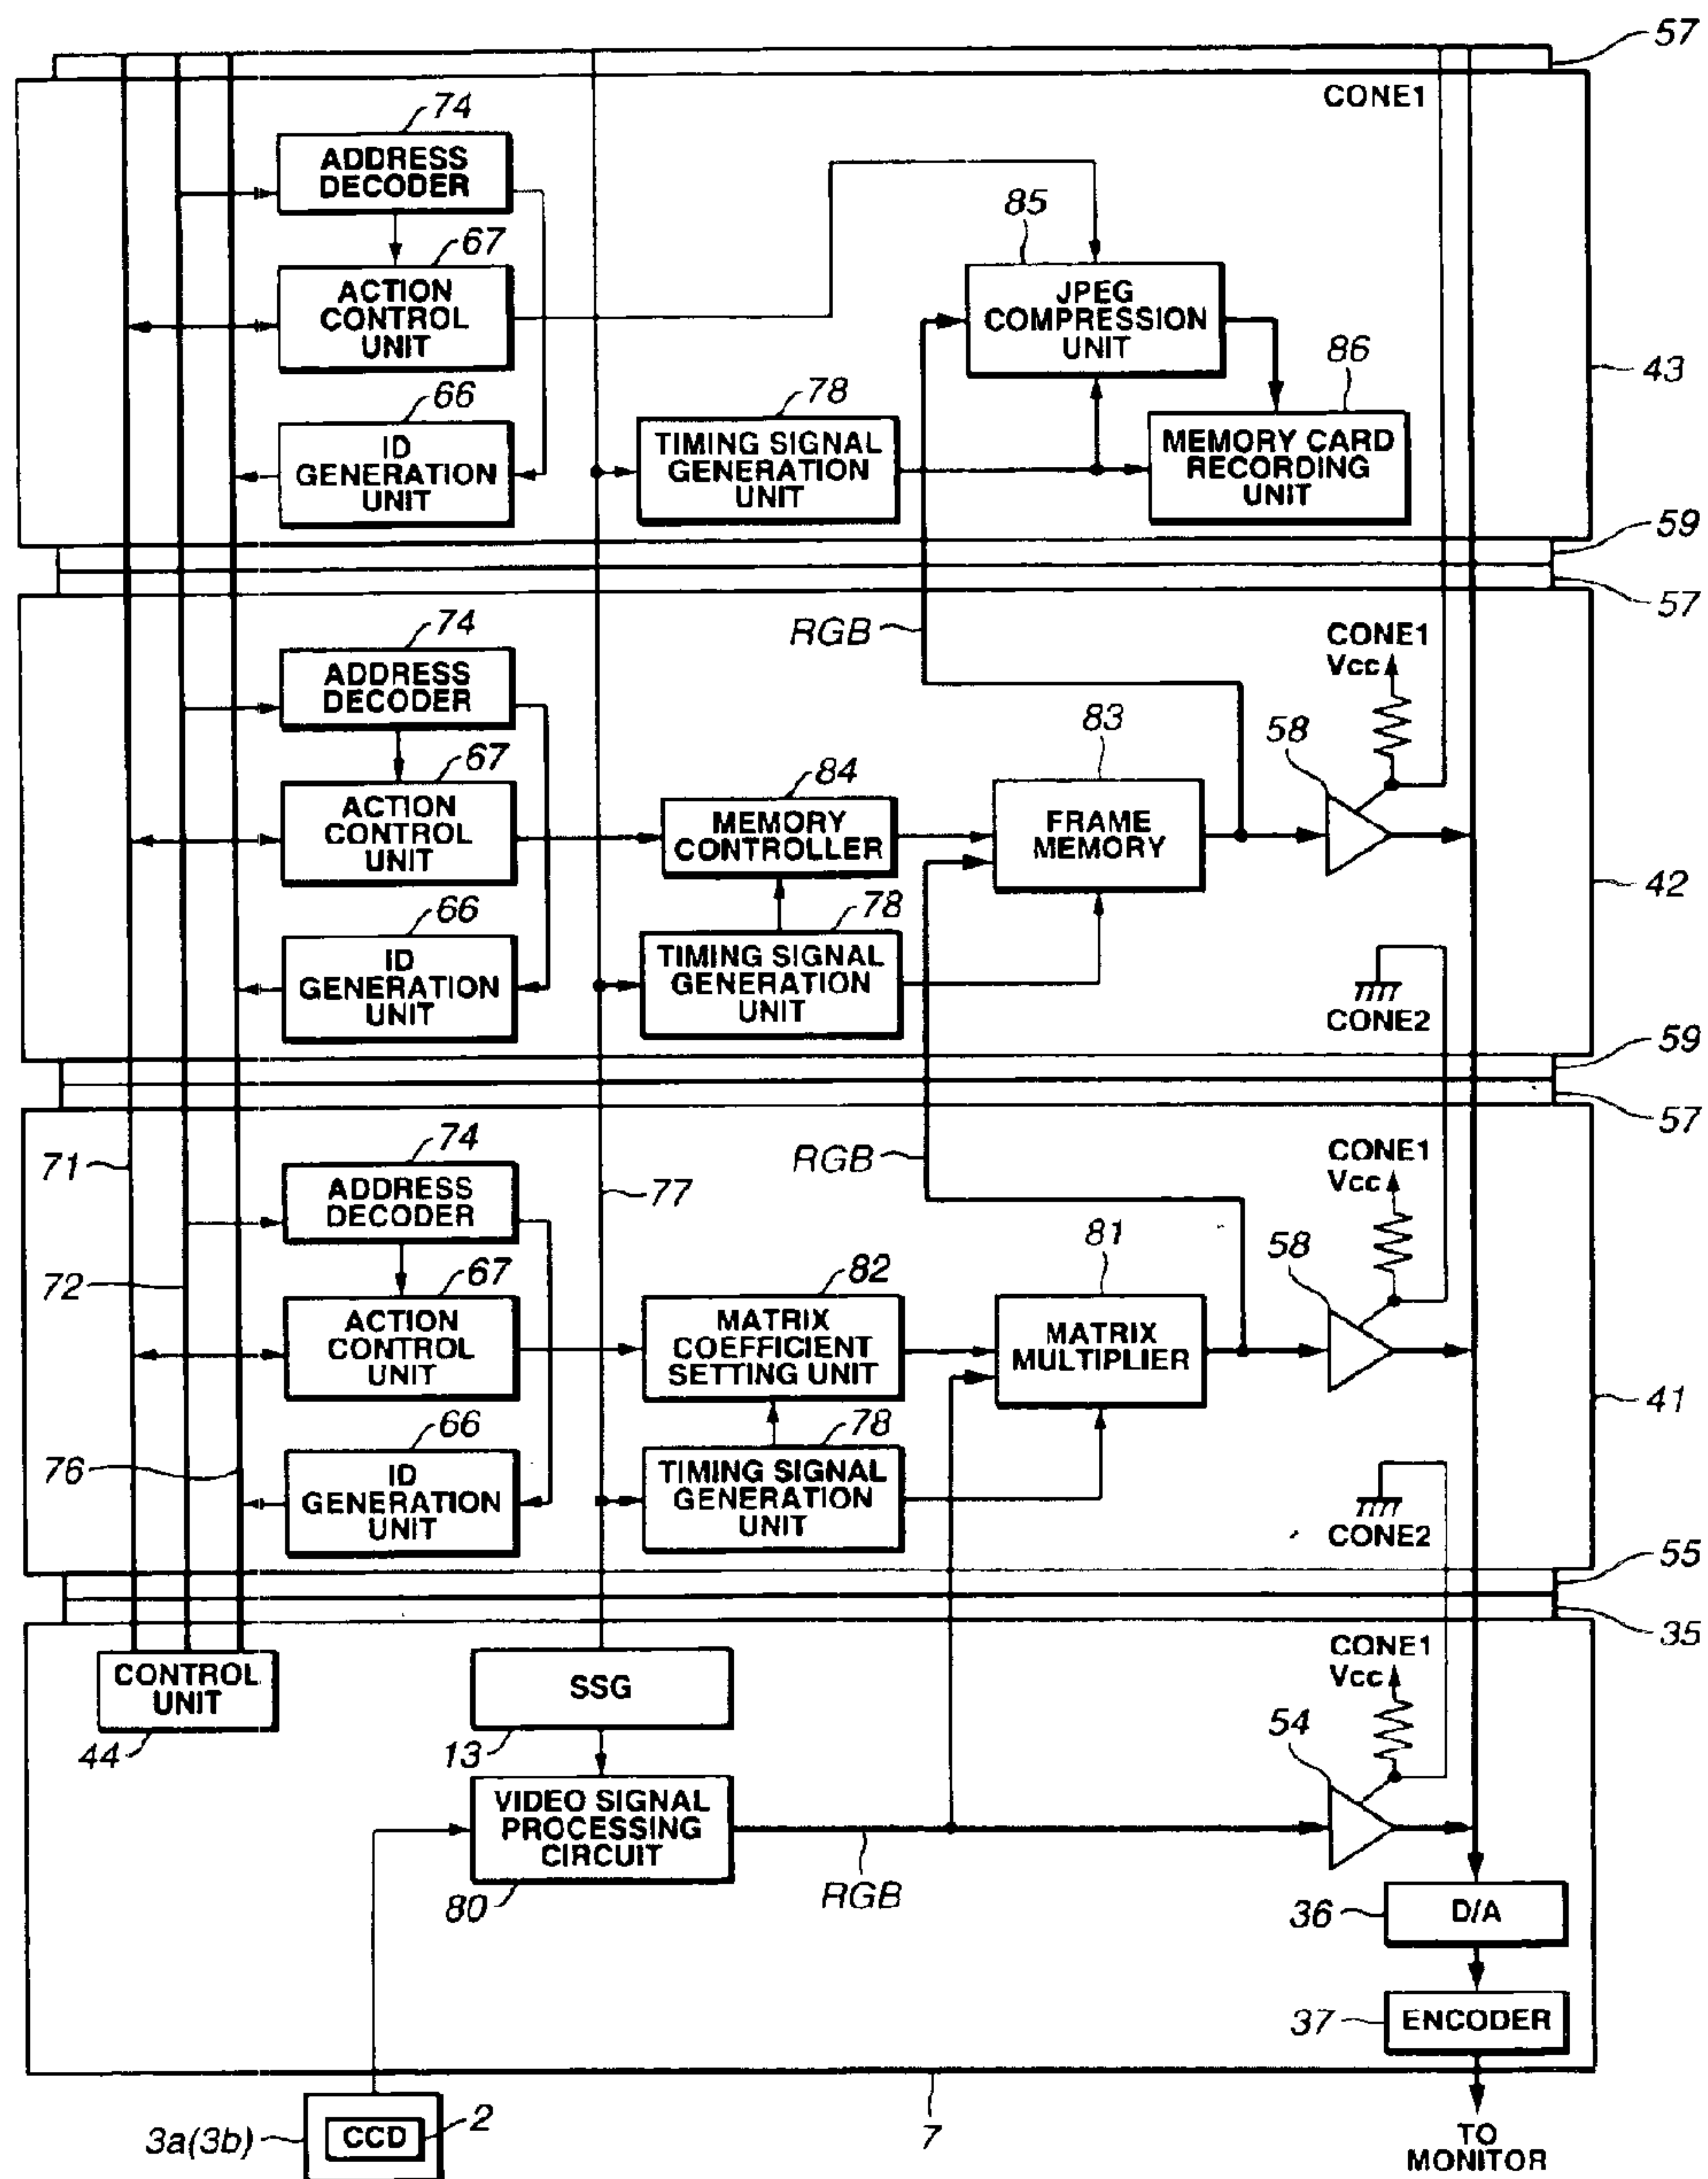 57
CONE1
74
ADDRESS
DECODER
67
ACTION
CONTROL
UNIT
85
JPEG
COMPRESSION
UNIT
86
43
66
ID
GENERATION
UNIT
78
TIMING SIGNAL
GENERATION
UNIT
MEMORY CARD
RECORDING
UNIT
59
57
RGB
CONE1
Vcc
74
ADDRESS
DECODER
83
58
67
ACTION
CONTROL
UNIT
84
MEMORY
CONTROLLER
FRAME
MEMORY
42
66
ID
GENERATION
UNIT
78
TIMING SIGNAL
GENERATION
UNIT
CONE2
59
57
71
74
ADDRESS
DECODER
77
RGB
CONE1
Vcc
81
58
72
67
ACTION
CONTROL
UNIT
82
MATRIX
COEFFICIENT
SETTING UNIT
MATRIX
MULTIPLIER
41
76
66
ID
GENERATION
UNIT
78
TIMING SIGNAL
GENERATION
UNIT
CONE2
55
35
CONTROL
UNIT
44
SSG
13
CONE1
Vcc
54
VIDEO SIGNAL
PROCESSING
CIRCUIT
80
RGB
36
D/A
37
ENCODER
3a(3b)
CCD
2
7
TO
MONITOR